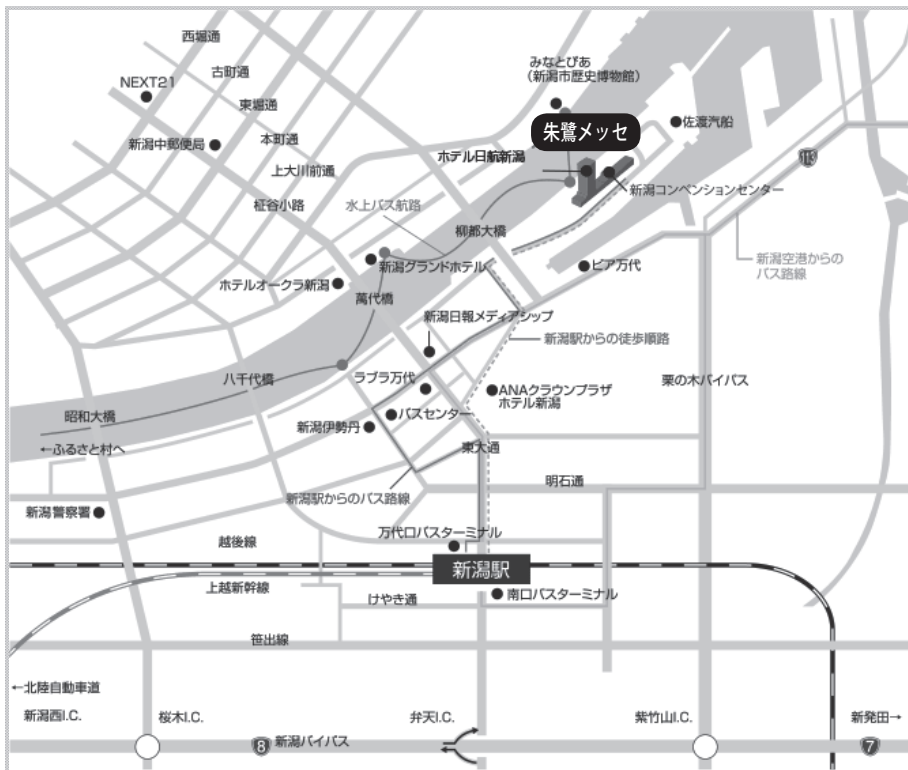 西堀通
古町通
NEXT21
東堀通
新潟中郵便局
本町通
上大川前通
柾谷小路
みなとぴあ
(新潟市歴史博物館)
朱鷺メッセ
佐渡汽船
113
ホテル日航新潟
新潟コンベンションセンター
水上バス航路
柳都大橋
新潟空港からの
バス路線
新潟グランドホテル
ピア万代
ホテルオークラ新潟
萬代橋
新潟日報メディアシップ
新潟駅からの徒歩順路
八千代橋
ラブラ万代
栗の木バイパス
ANAクラウンプラザ
ホテル新潟
昭和大橋
バスセンター
新潟伊勢丹
←ふるさと村へ
東大通
明石通
新潟駅からのバス路線
新潟警察署
万代口バスターミナル
越後線
新潟駅
上越新幹線
けやき通
南口バスターミナル
笹出線
←北陸自動車道
新潟西I.C.
桜木I.C.
弁天I.C.
紫竹山I.C.
新発田→
8
新潟バイパス
7